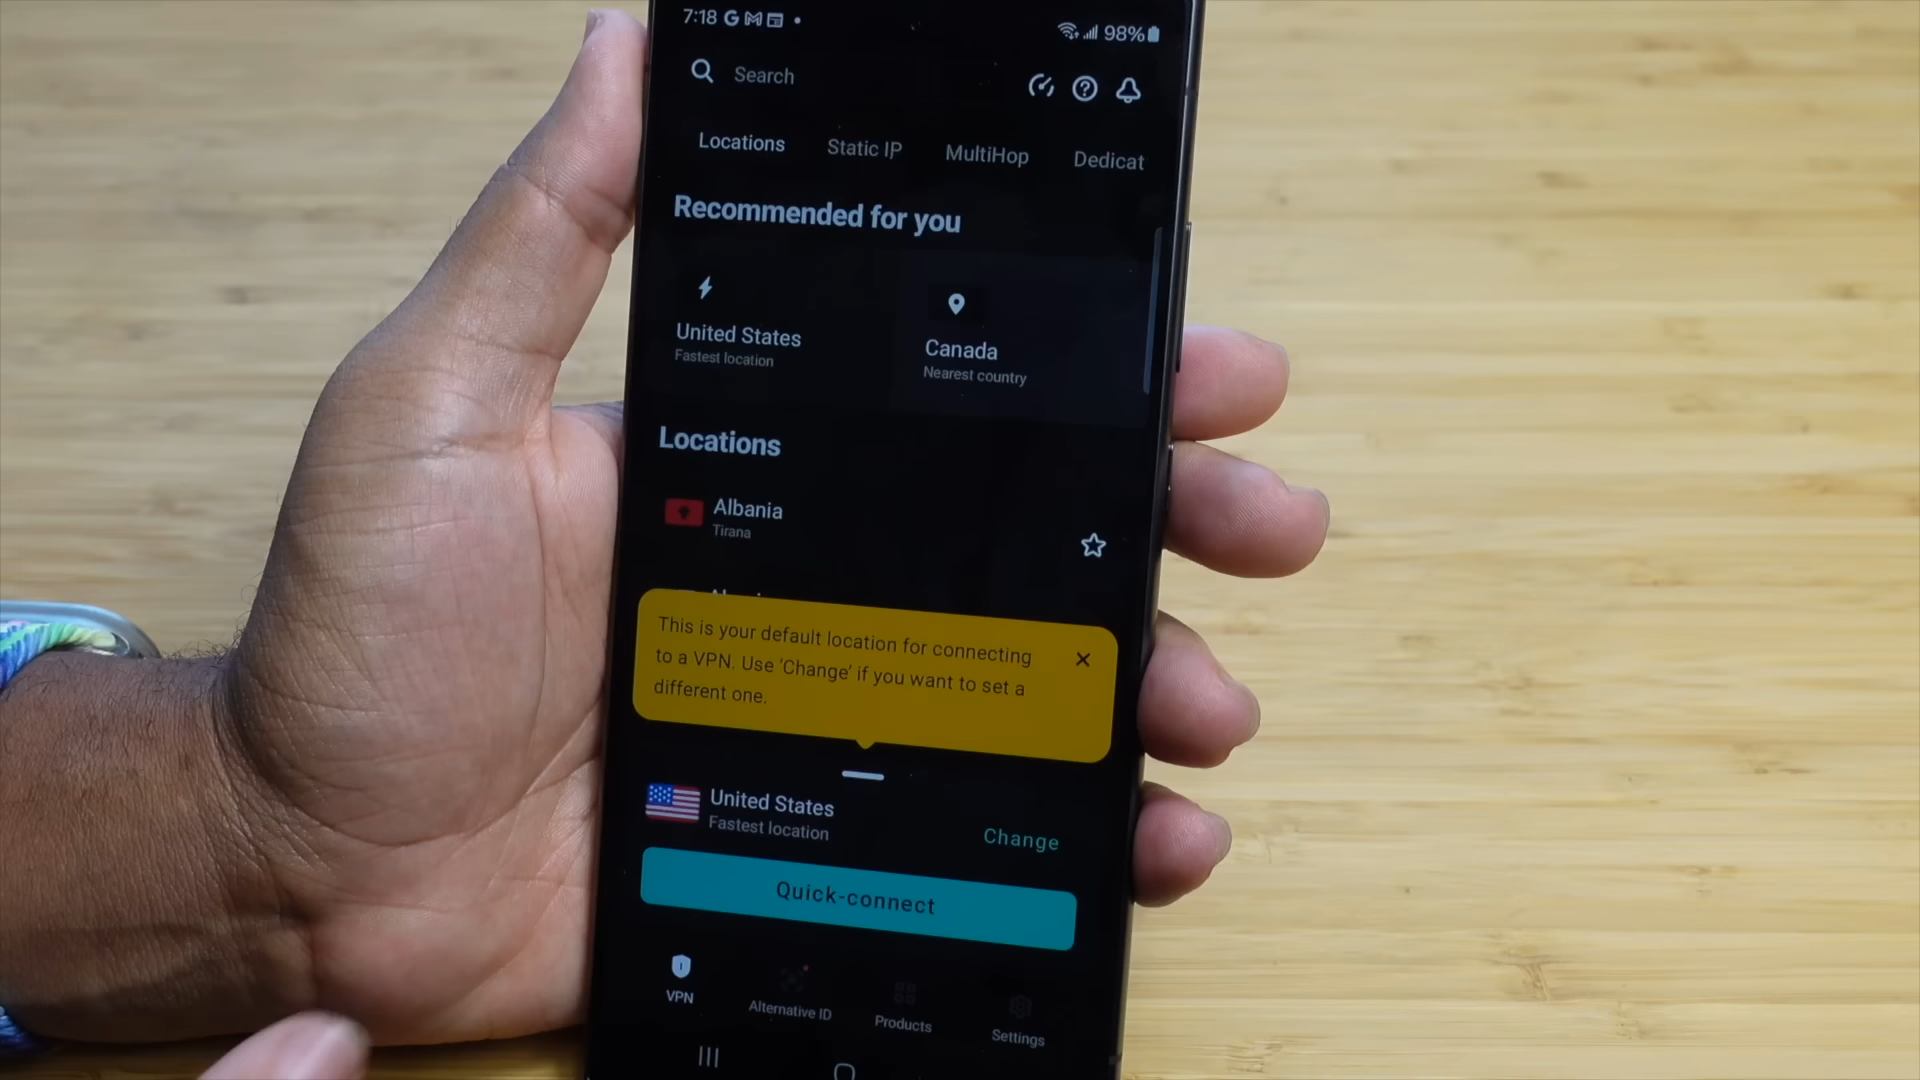 7:18
98%
Search
Locations
Static IP
MultiHop
Dedicat
Recommended for you
United States
Fastest location
Canada
Nearest country
Locations
Albania
Tirana
This is your default location for connecting
to a VPN. Use 'Change' if you want to set a
different one.
United States
Fastest location
Change
Quick-connect
VPN
Alternative ID
Products
Settings